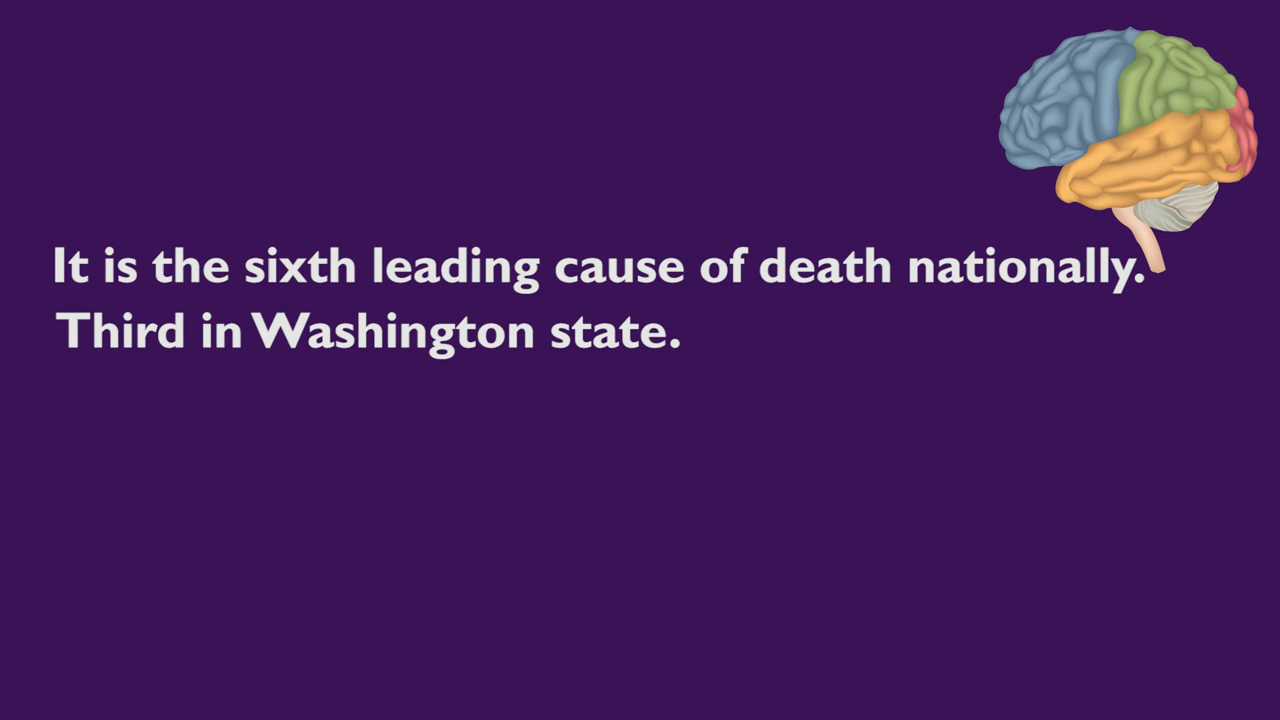 It is the sixth leading cause of death nationally.
Third in Washington state.